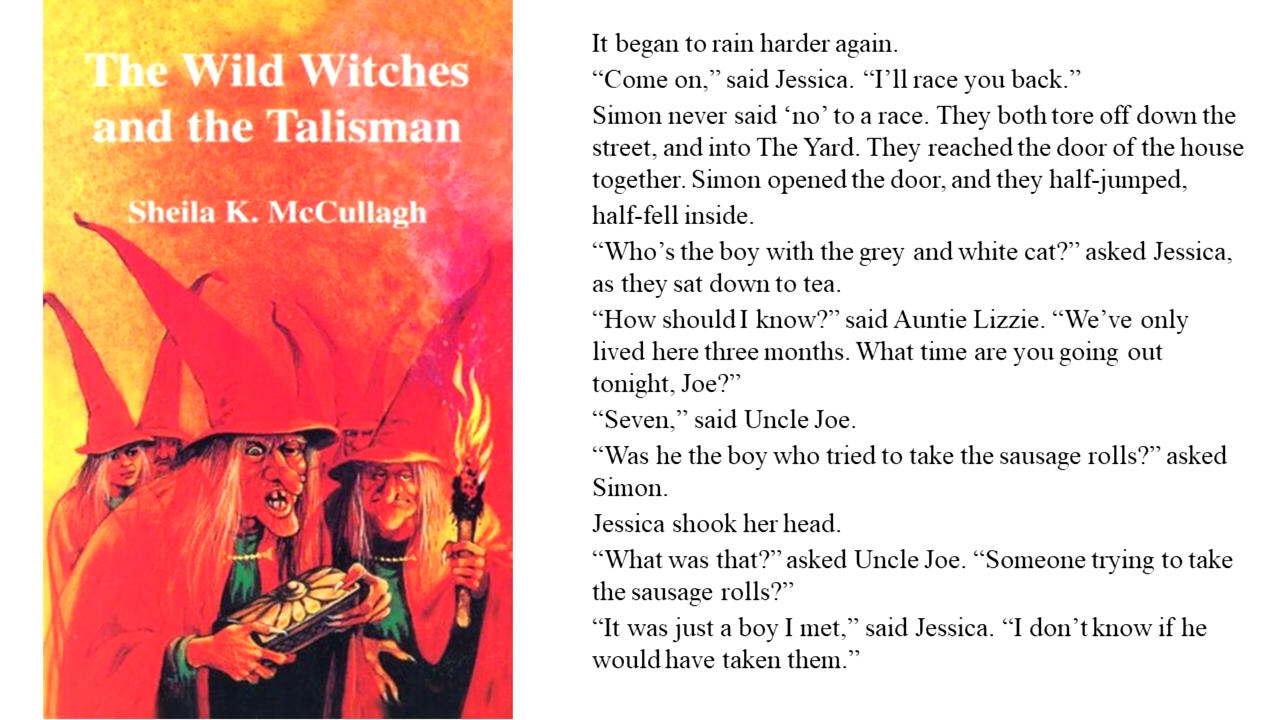 The Wild Witches
and the Talisman
Sheila K. McCullagh
It began to rain harder again.
“Come on,” said Jessica. “I’ll race you back.”
Simon never said ‘no’ to a race. They both tore off down the
street, and into The Yard. They reached the door of the house
together. Simon opened the door, and they half-jumped,
half-fell inside.
“Who’s the boy with the grey and white cat?” asked Jessica,
as they sat down to tea.
“How should I know?” said Auntie Lizzie. “We’ve only
lived here three months. What time are you going out
tonight, Joe?”
“Seven,” said Uncle Joe.
“Was he the boy who tried to take the sausage rolls?” asked
Simon.
Jessica shook her head.
“What was that?” asked Uncle Joe. “Someone trying to take
the sausage rolls?”
“It was just a boy I met,” said Jessica. “I don’t know if he
would have taken them.”